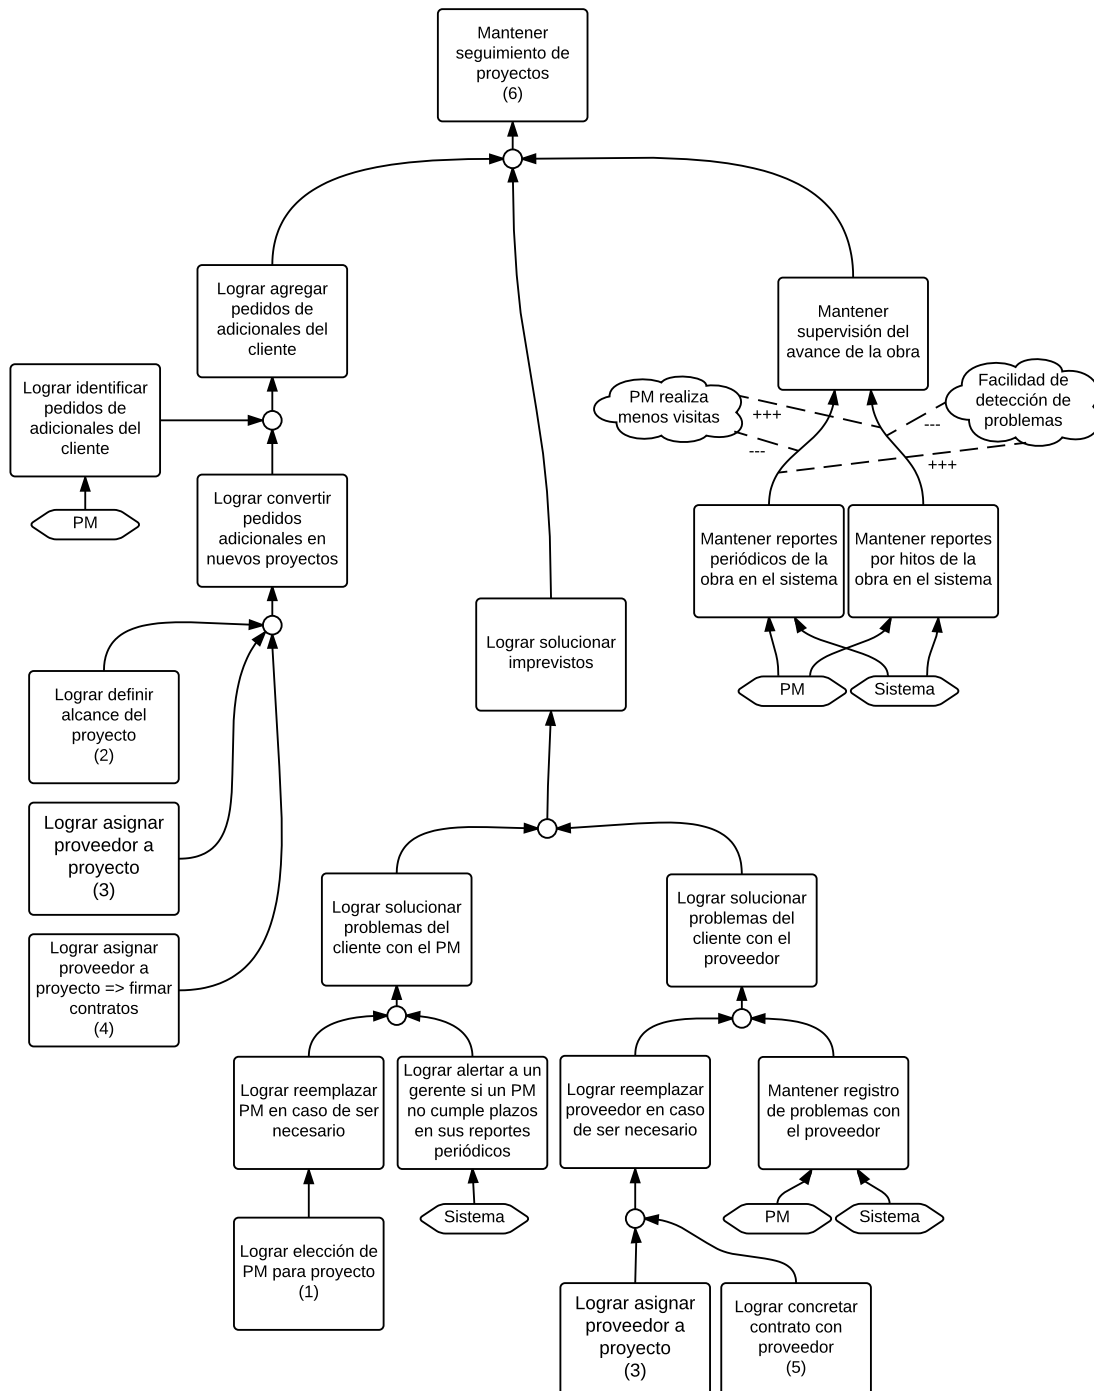 Mantener
seguimiento de
proyectos
(6)
Lograr agregar
pedidos de
adicionales del
cliente
Mantener
supervisión del
avance de la obra
Lograr identificar
pedidos de
adicionales del
cliente
PM realiza
menos visitas
+++
---
Facilidad de
detección de
problemas
---
+++
PM
Lograr convertir
pedidos
adicionales en
nuevos proyectos
Mantener reportes
periódicos de la
obra en el sistema
Mantener reportes
por hitos de la
obra en el sistema
Lograr solucionar
imprevistos
PM
Sistema
Lograr definir
alcance del
proyecto
(2)
Lograr asignar
proveedor a
proyecto
(3)
Lograr asignar
proveedor a
proyecto => firmar
contratos
(4)
Lograr solucionar
problemas del
cliente con el PM
Lograr solucionar
problemas del
cliente con el
proveedor
Lograr reemplazar
PM en caso de ser
necesario
Lograr alertar a un
gerente si un PM
no cumple plazos
en sus reportes
periódicos
Lograr reemplazar
proveedor en caso
de ser necesario
Mantener registro
de problemas con
el proveedor
Sistema
PM
Sistema
Lograr elección de
PM para proyecto
(1)
Lograr asignar
proveedor a
proyecto
(3)
Lograr concretar
contrato con
proveedor
(5)